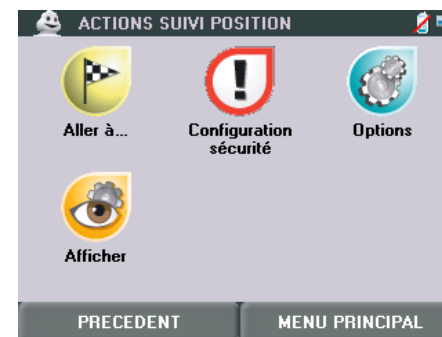 ACTIONS SUIVI POSITION
Aller à...
Configuration
sécurité
Options
Afficher
PRECEDENT
MENU PRINCIPAL